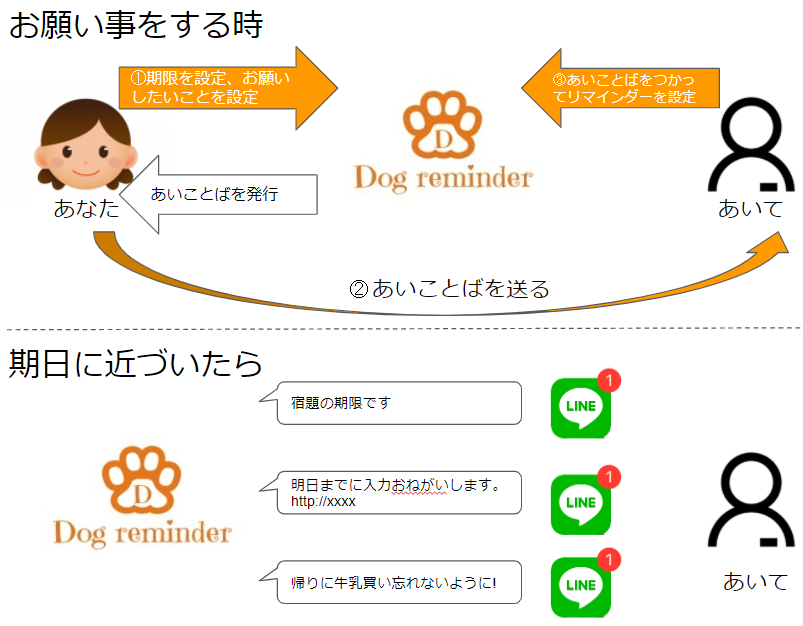 お願い事をする時
①期限を設定、お願い
したいことを設定
③あいことばをつかっ
てリマインダーを設定
D
Dog reminder
あいことばを発行
あなた
あいて
②あいことばを送る
期日に近づいたら
宿題の期限です
LINE
1
D
Dog reminder
明日までに入力おねがいします。
http://xxxx
LINE
1
帰りに牛乳買い忘れないように!
LINE
1
あいて